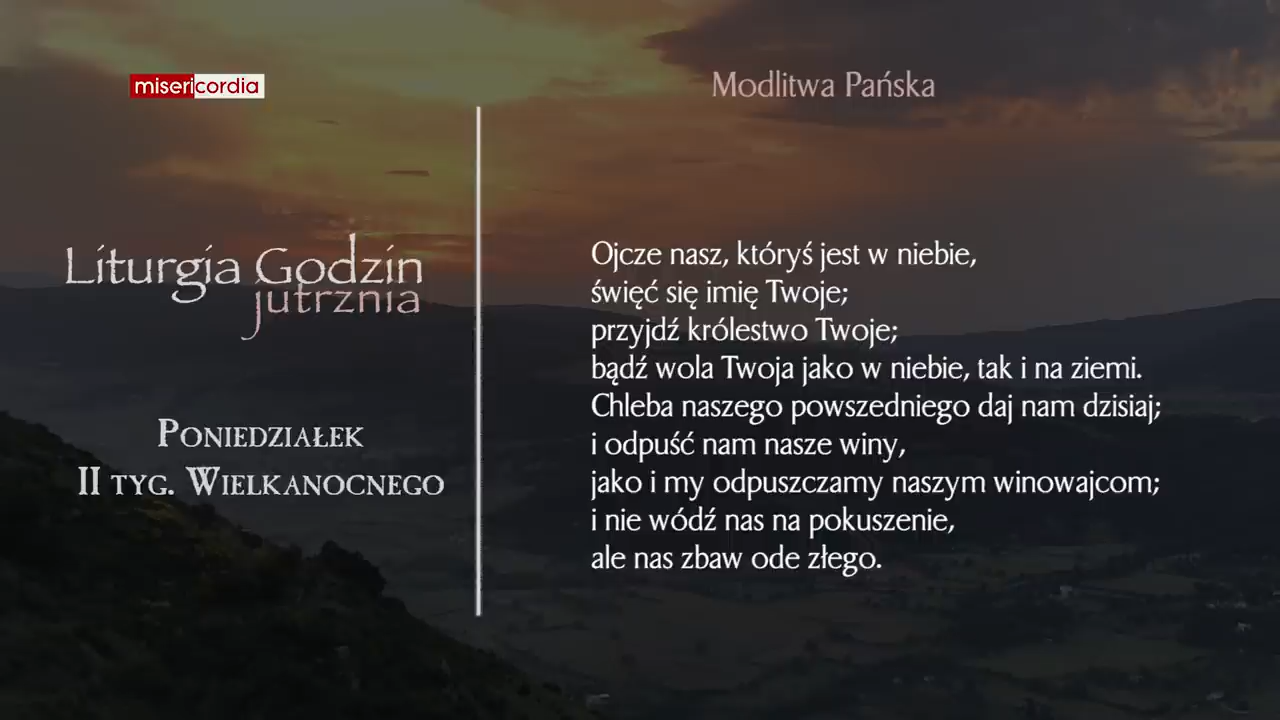 misericordia
Liturgia Godzin
jutrznia
Poniedziałek
II tyg. Wielkanocnego
Modlitwa Pańska
Ojcze nasz, któryś jest w niebie,
święć się imię Twoje;
przyjdź królestwo Twoje;
bądź wola Twoja jako w niebie, tak i na ziemi.
Chleba naszego powszedniego daj nam dzisiaj;
i odpuść nam nasze winy,
jako i my odpuszczamy naszym winowajcom;
i nie wódź nas na pokuszenie,
ale nas zbaw ode złego.